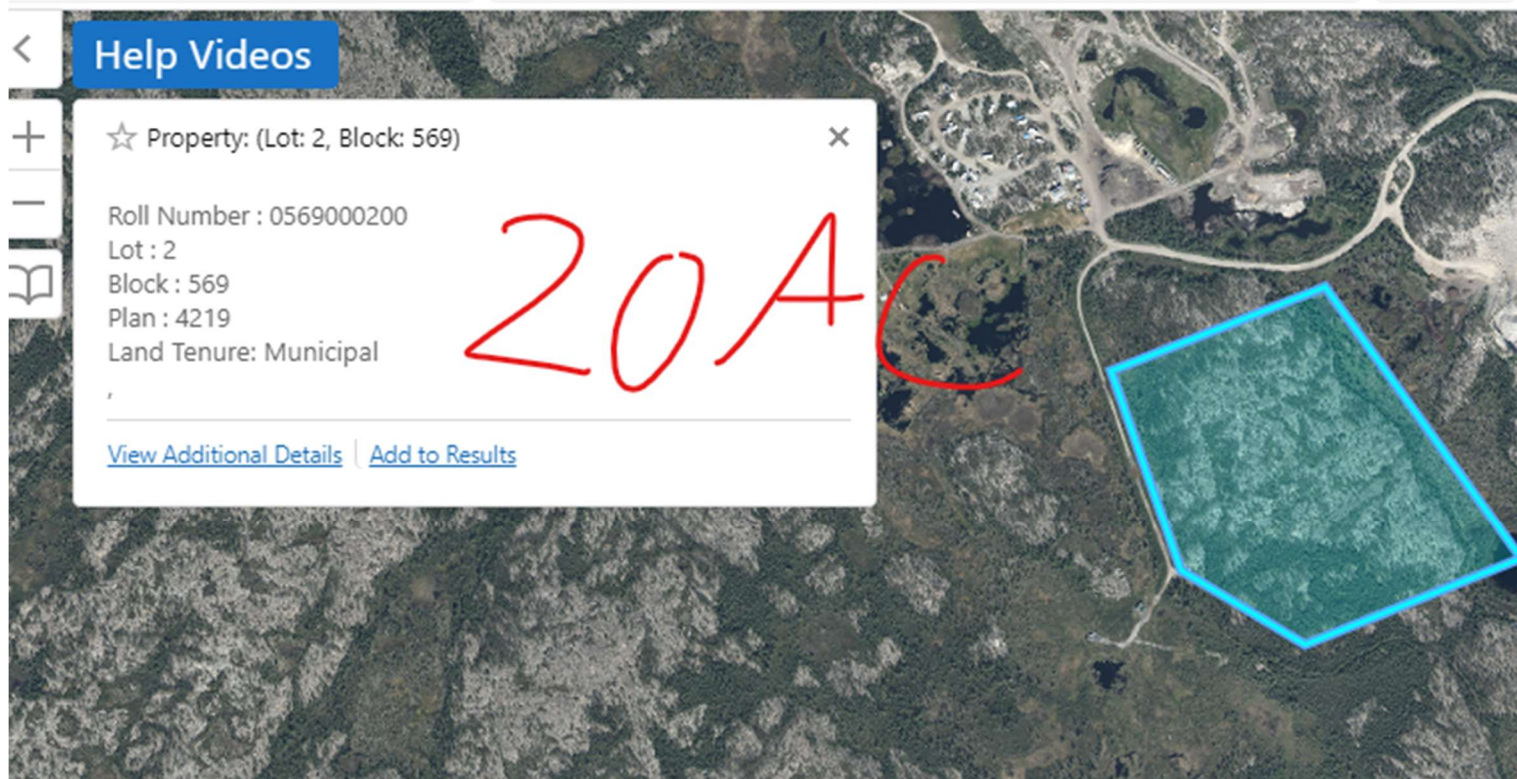 Help Videos
Property: (Lot: 2, Block: 569)
Roll Number : 0569000200
Lot : 2
Block : 569
Plan : 4219
Land Tenure: Municipal
,
20AC
View Additional Details | Add to Results